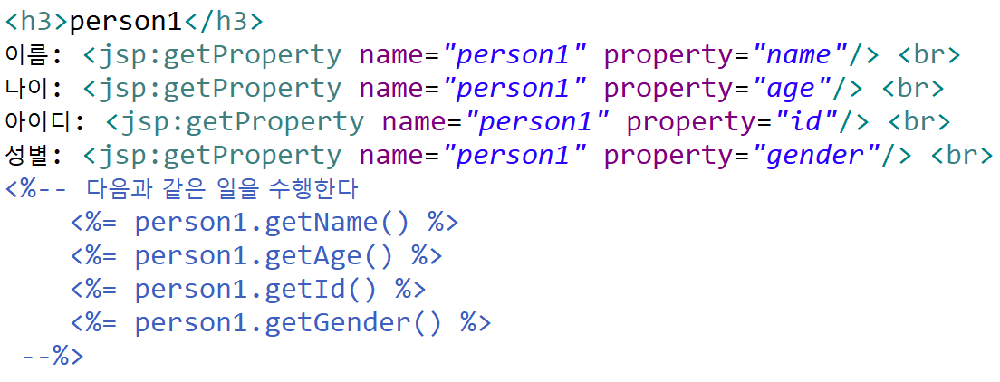 <h3>person1</h3>
이름: <jsp:getProperty name="person1" property="name"/> <br>
나이: <jsp:getProperty name="person1" property="age"/> <br>
아이디: <jsp:getProperty name="person1" property="id"/> <br>
성별: <jsp:getProperty name="person1" property="gender"/> <br>
<%-- 다음과 같은 일을 수행한다
    <%= person1.getName() %>
    <%= person1.getAge() %>
    <%= person1.getId() %>
    <%= person1.getGender() %>
 --%>